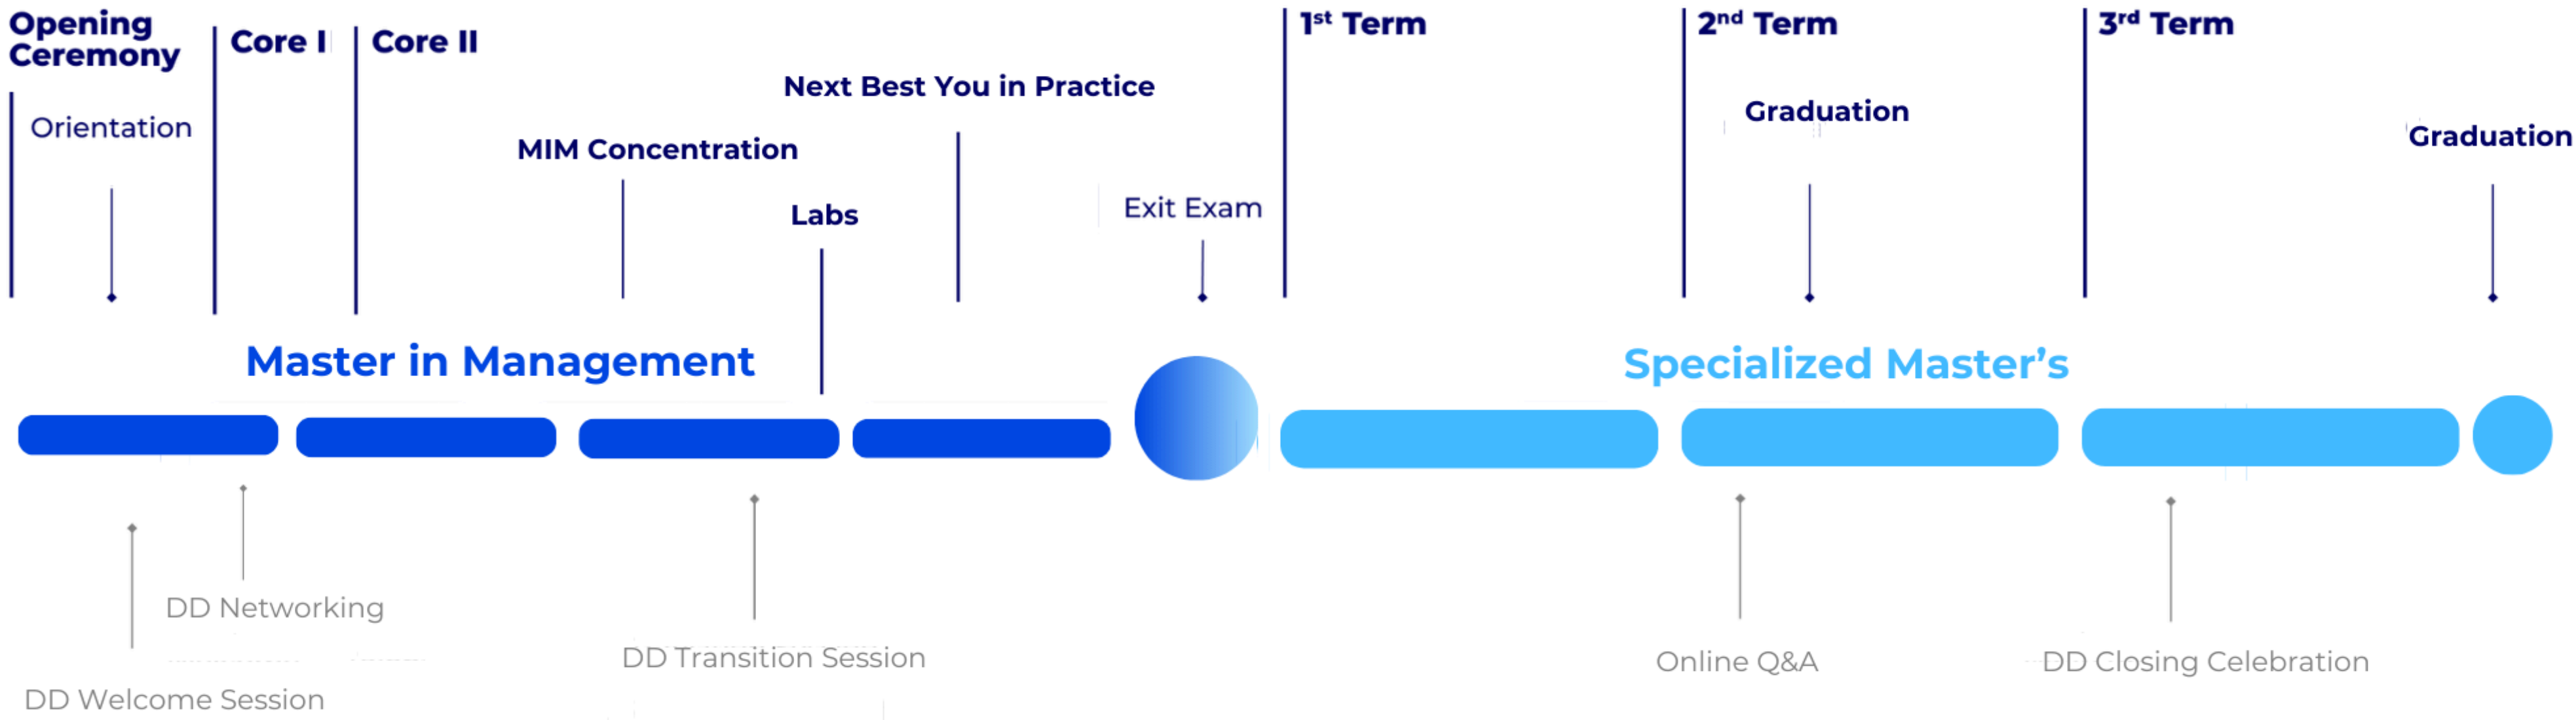 Opening
Ceremony
Orientation
Core I
Core II
MIM Concentration
Labs
Next Best You in Practice
Exit Exam
1st Term
2nd Term
Graduation
3rd Term
Graduation
Master in Management
Specialized Master’s
DD Networking
DD Welcome Session
DD Transition Session
Online Q&A
DD Closing Celebration